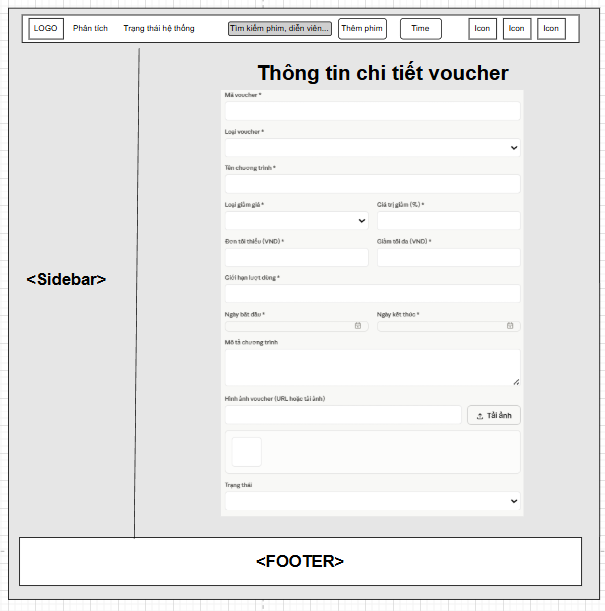 LOGO Phân tích Trạng thái hệ thống Tìm kiếm phim, diễn viên... Thêm phim Time Icon Icon Icon
Thông tin chi tiết voucher
Mã voucher *
Loại voucher *
Tên chương trình *
Loại giảm giá * Giá trị giảm (%) *
Đơn tối thiểu (VND) * Giảm tối đa (VND) *
Giới hạn lượt dùng *
<Sidebar>
Ngày bắt đầu * Ngày kết thúc *
Mô tả chương trình
Hình ảnh voucher (URL hoặc tải ảnh)
Tải ảnh
Trạng thái
<FOOTER>